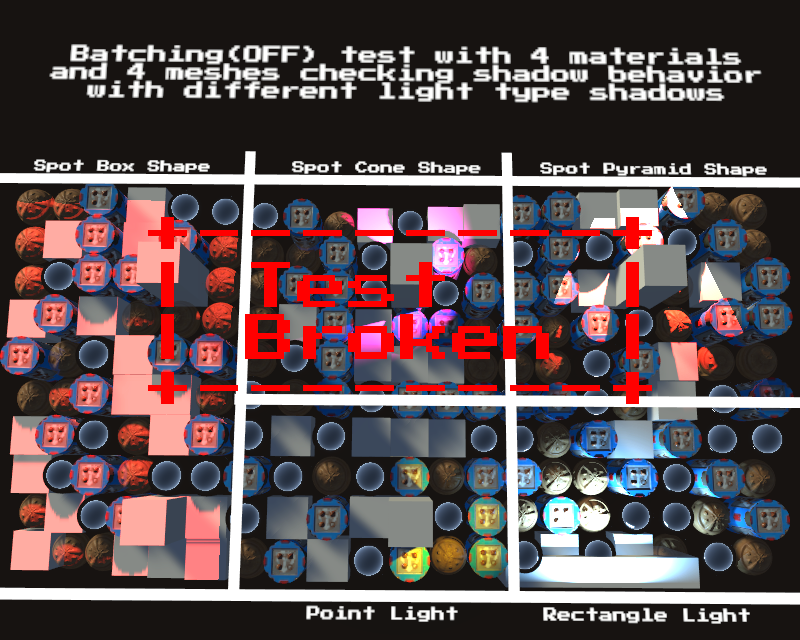 Batching(OFF) test with 4 materials
and 4 meshes checking shadow behavior
with different light type shadows
Spot Box Shape
Spot Cone Shape
Spot Pyramid Shape
Test
Broken
Point Light
Rectangle Light